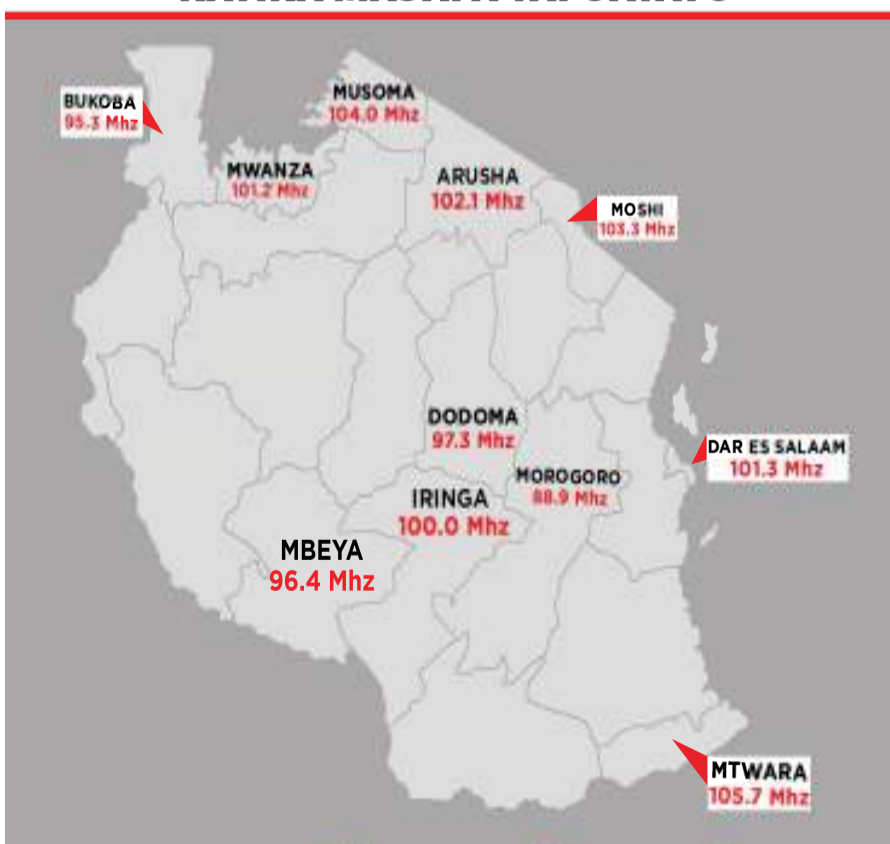 BUKOBA
95.3 Mhz
MUSOMA
104.0 Mhz
MWANZA
101.2 Mhz
ARUSHA
102.1 Mhz
MOSHI
103.3 Mhz
DODOMA
97.3 Mhz
DAR ES SALAAM
101.3 Mhz
MOROGORO
88.9 Mhz
IRINGA
100.0 Mhz
MBEYA
96.4 Mhz
MTWARA
105.7 Mhz